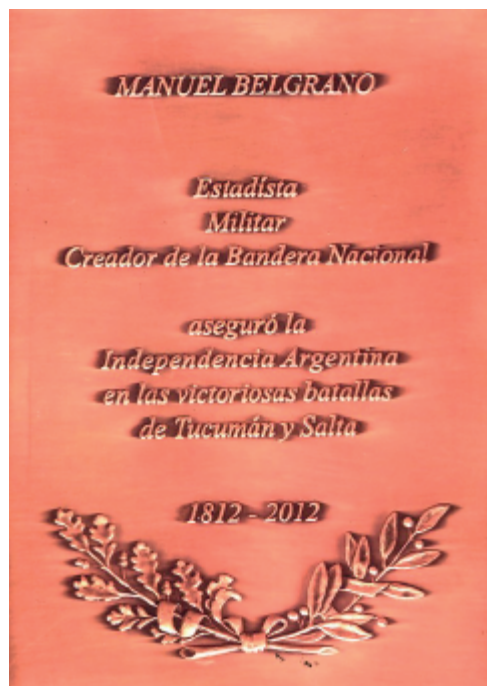 MANUEL BELGRANO
Estadísta
Militar
Creador de la Bandera Nacional
aseguró la
Independencia Argentina
en las victoriosas batallas
de Tucumán y Salta
1812 - 2012